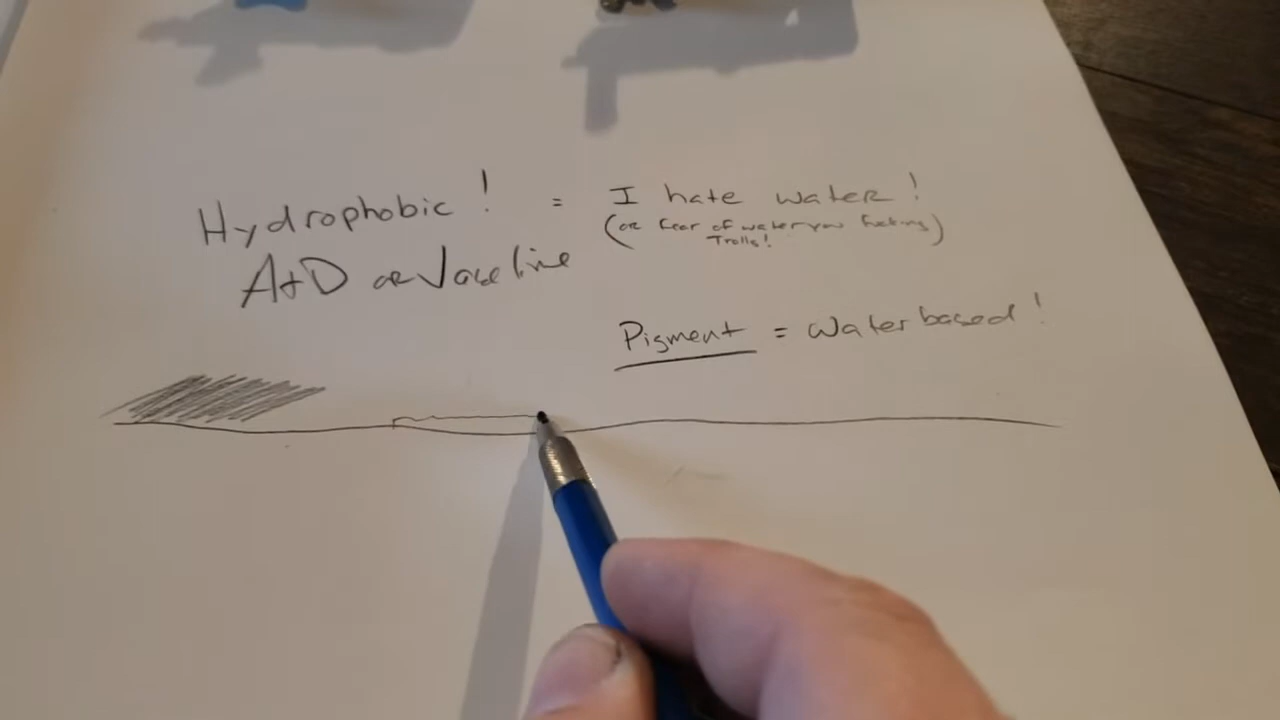 Hydrophobic! = I hate water!
(or fear of water you fucking
Trolls!)
A+D or Vaseline
Pigment = Water based!